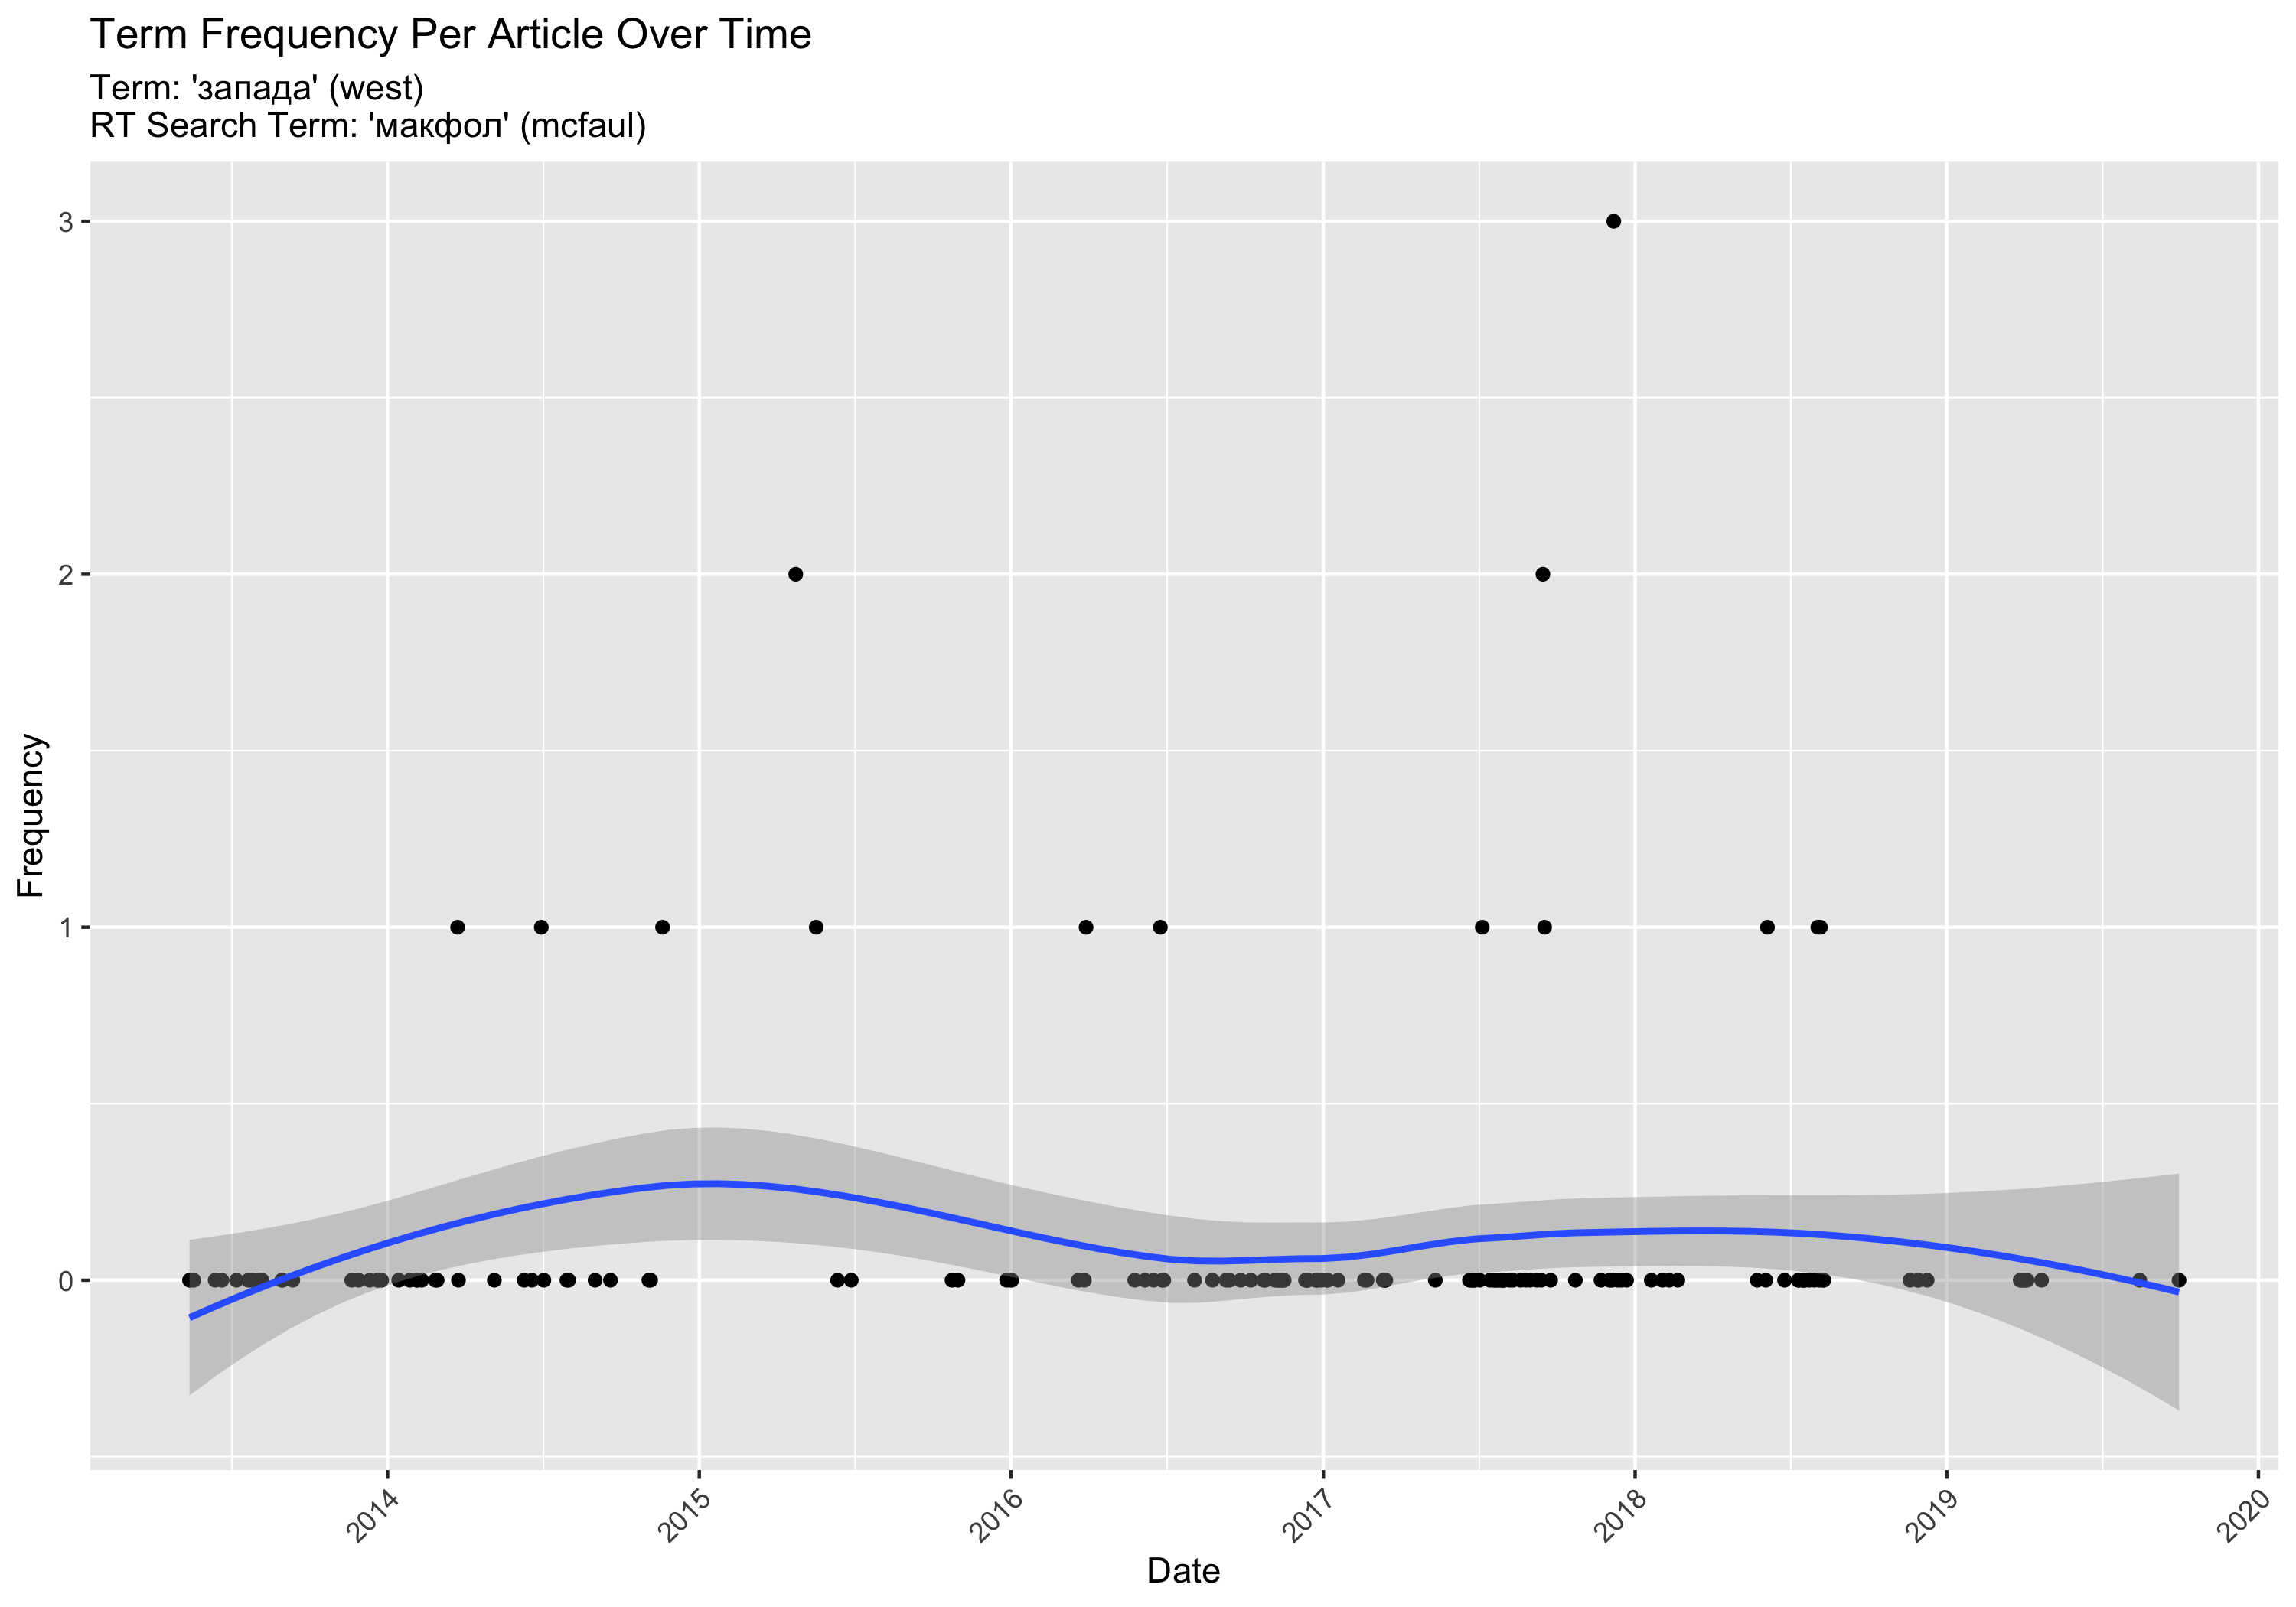 Term Frequency Per Article Over Time
Term: 'запада' (west)
RT Search Term: 'макфол' (mcfaul)
3
2
1
0
Frequency
2014 2015 2016 2017 2018 2019 2020
Date